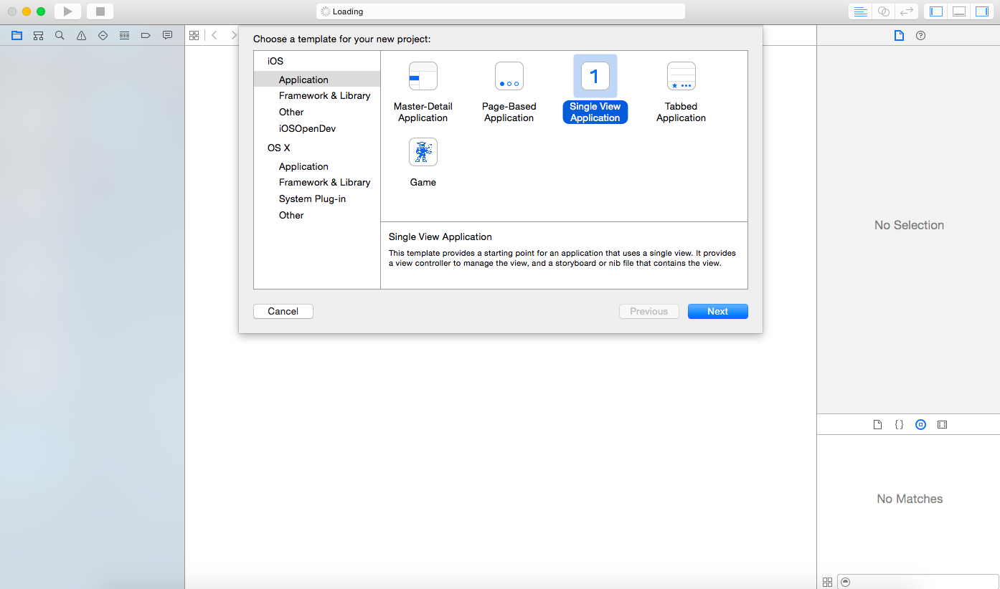 Loading
Choose a template for your new project:
iOS
Application
Framework & Library
Other
iOSOpenDev
OS X
Application
Framework & Library
System Plug-in
Other
Master-Detail
Application
Page-Based
Application
1
Single View
Application
Tabbed
Application
Game
Single View Application
This template provides a starting point for an application that uses a single view. It provides
a view controller to manage the view, and a storyboard or nib file that contains the view.
Cancel
Previous
Next
No Selection
{}
No Matches